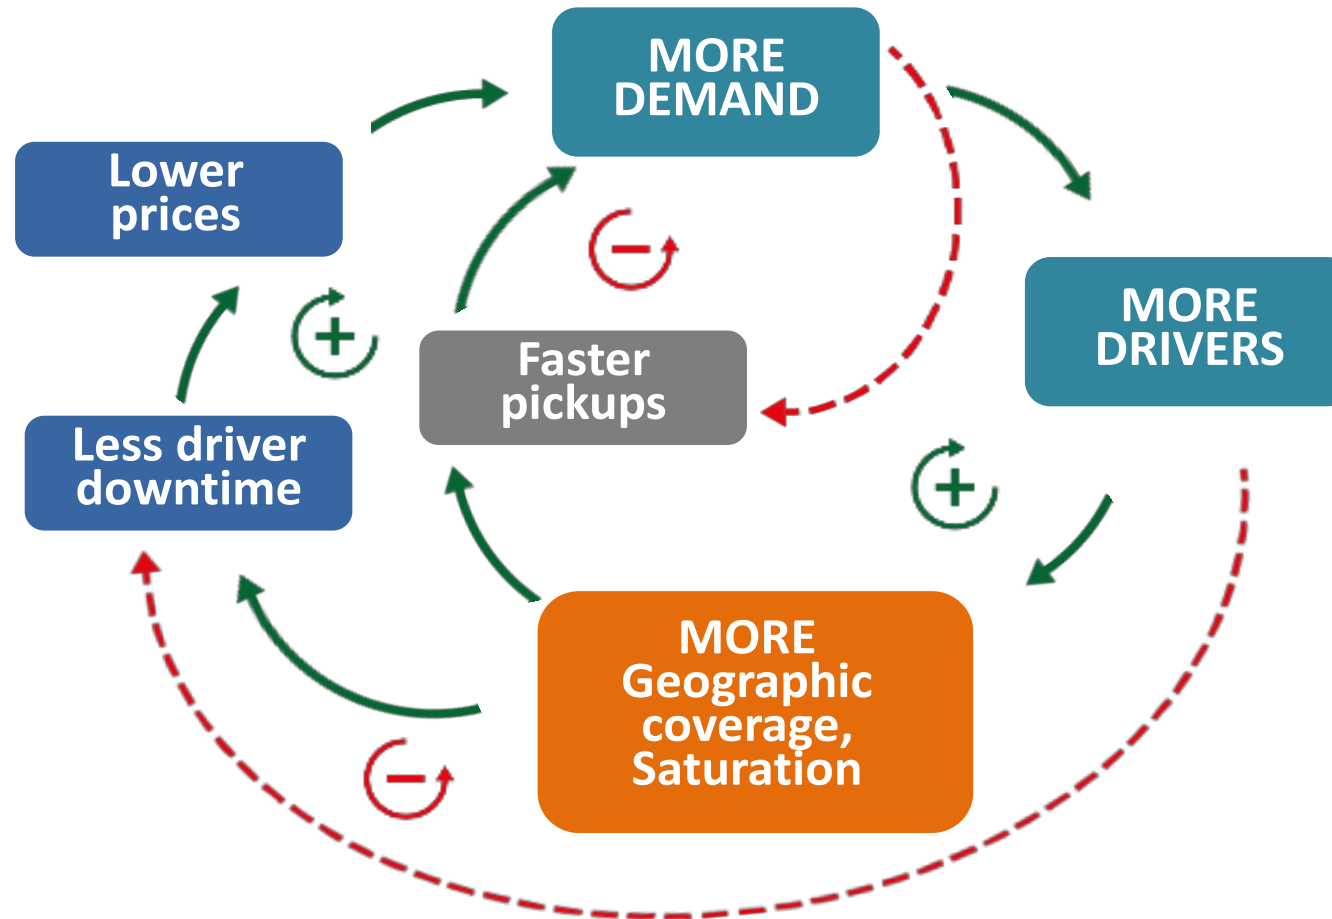 MORE
DEMAND
Lower
prices
MORE
DRIVERS
Faster
pickups
Less driver
downtime
MORE
Geographic
coverage,
Saturation